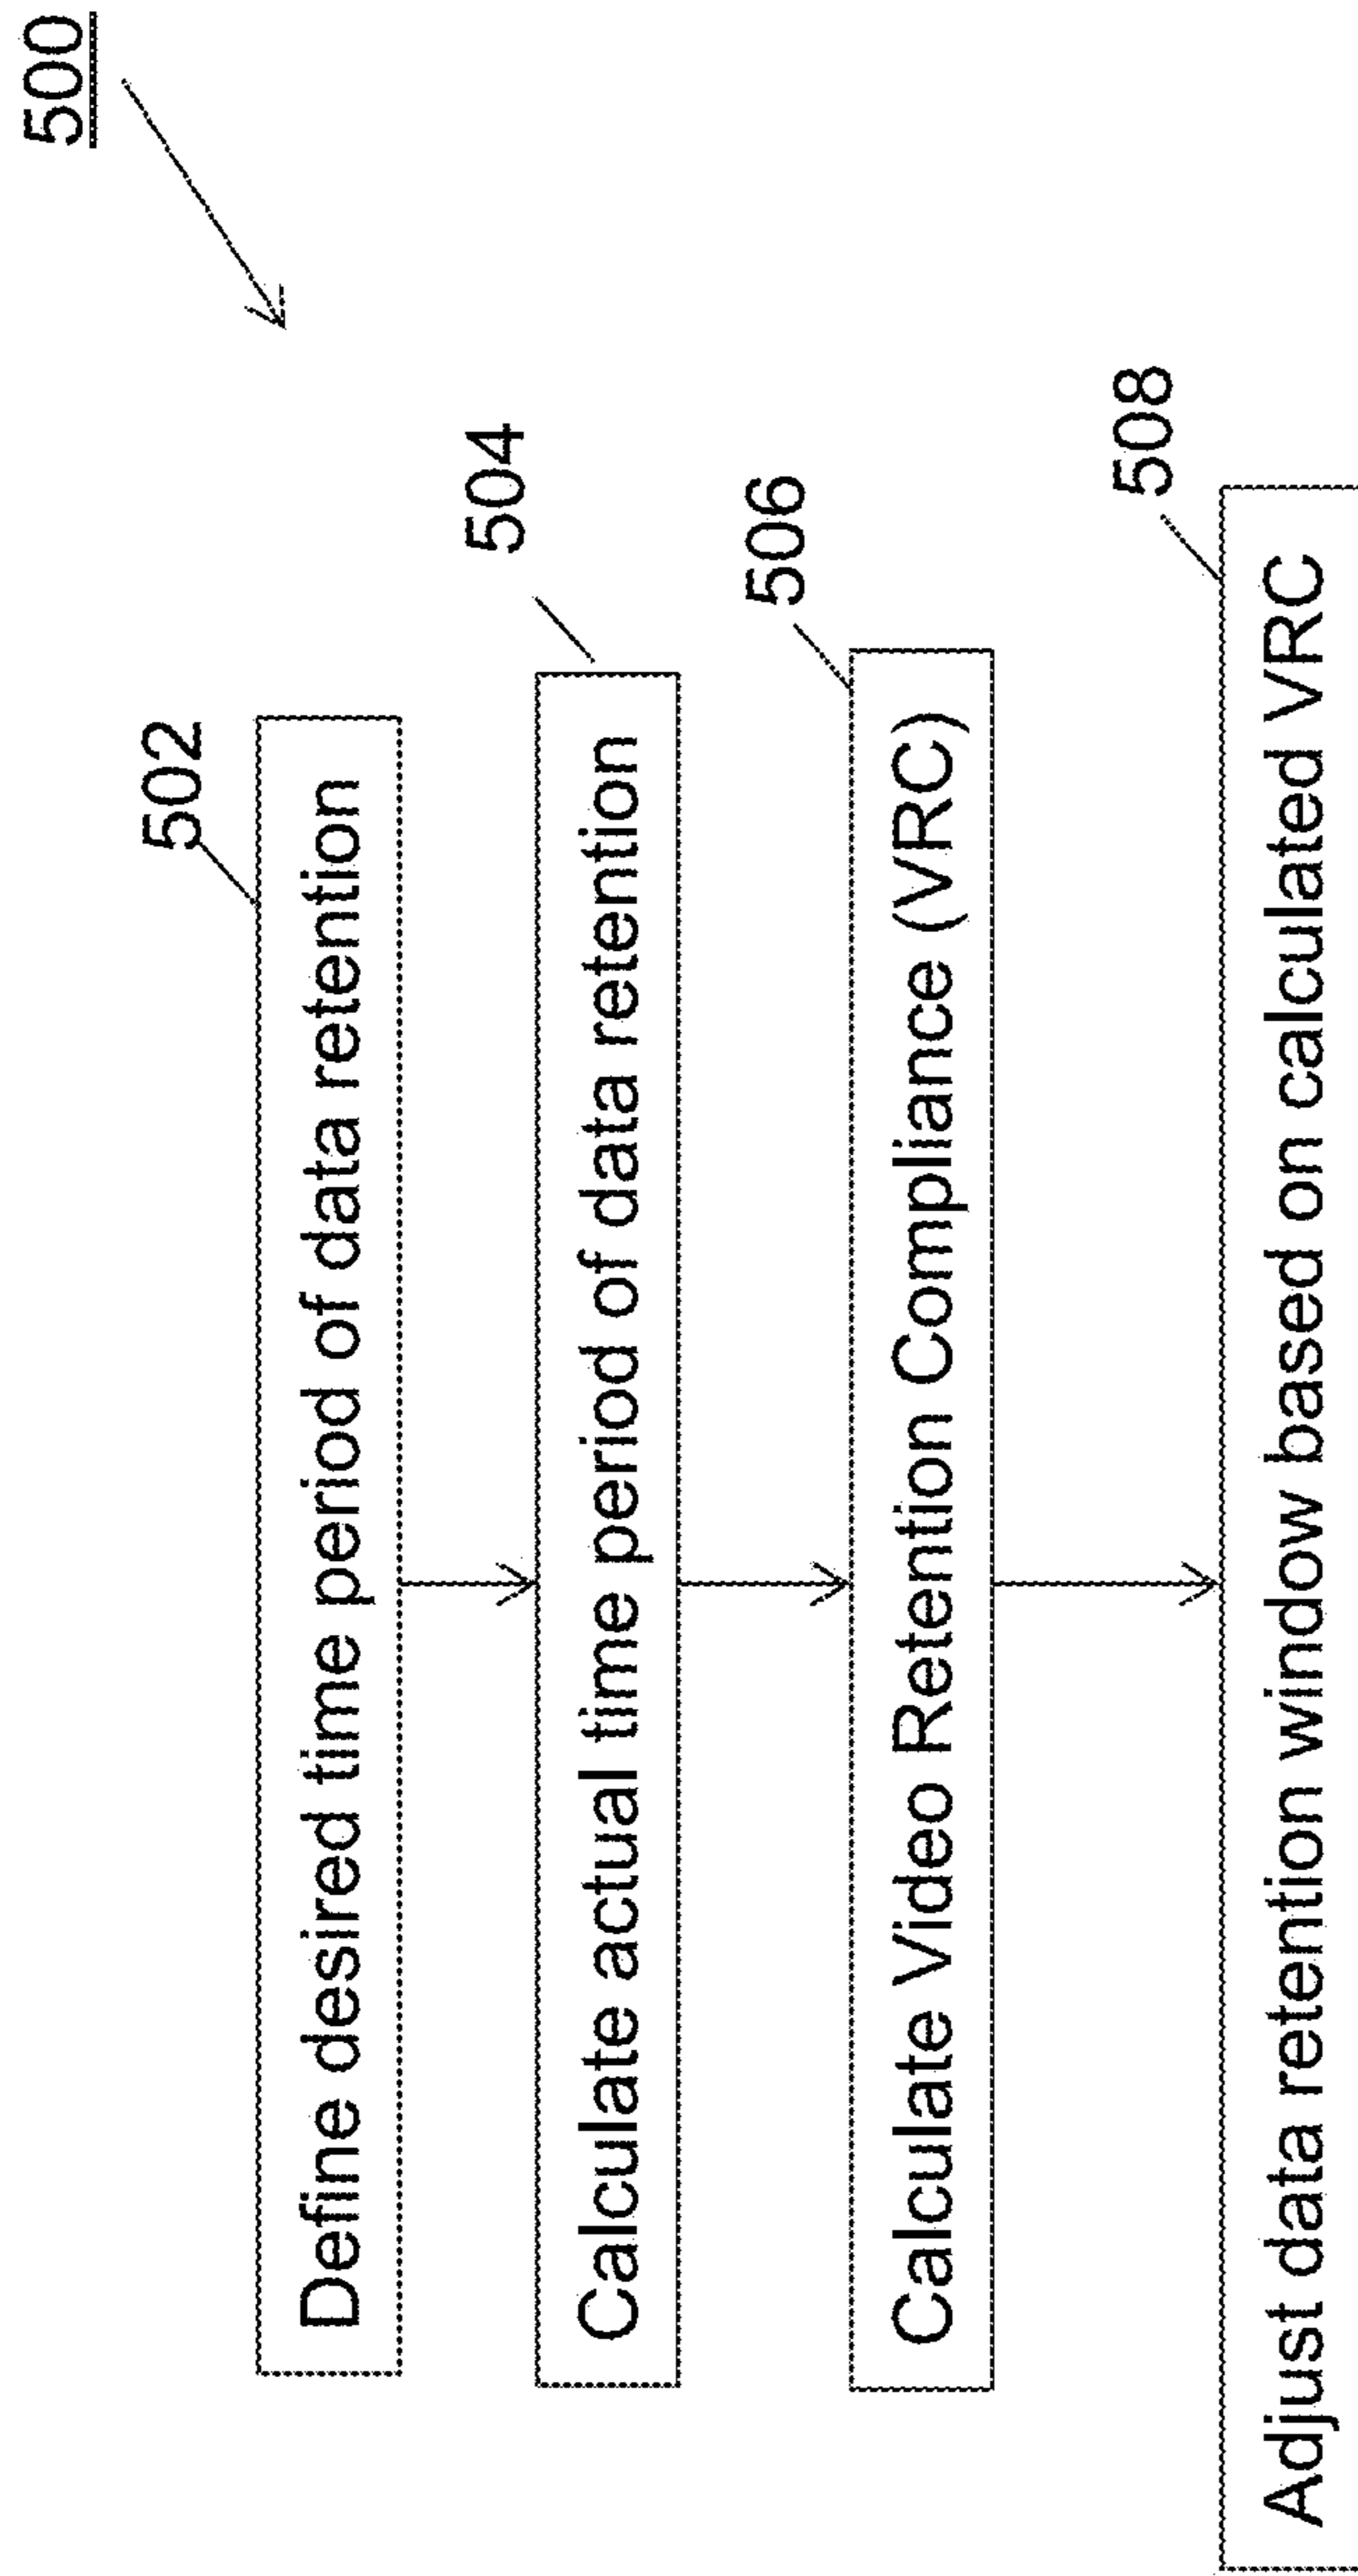 500
502
Define desired time period of data retention
504
Calculate actual time period of data retention
506
Calculate Video Retention Compliance (VRC)
508
Adjust data retention window based on calculated VRC